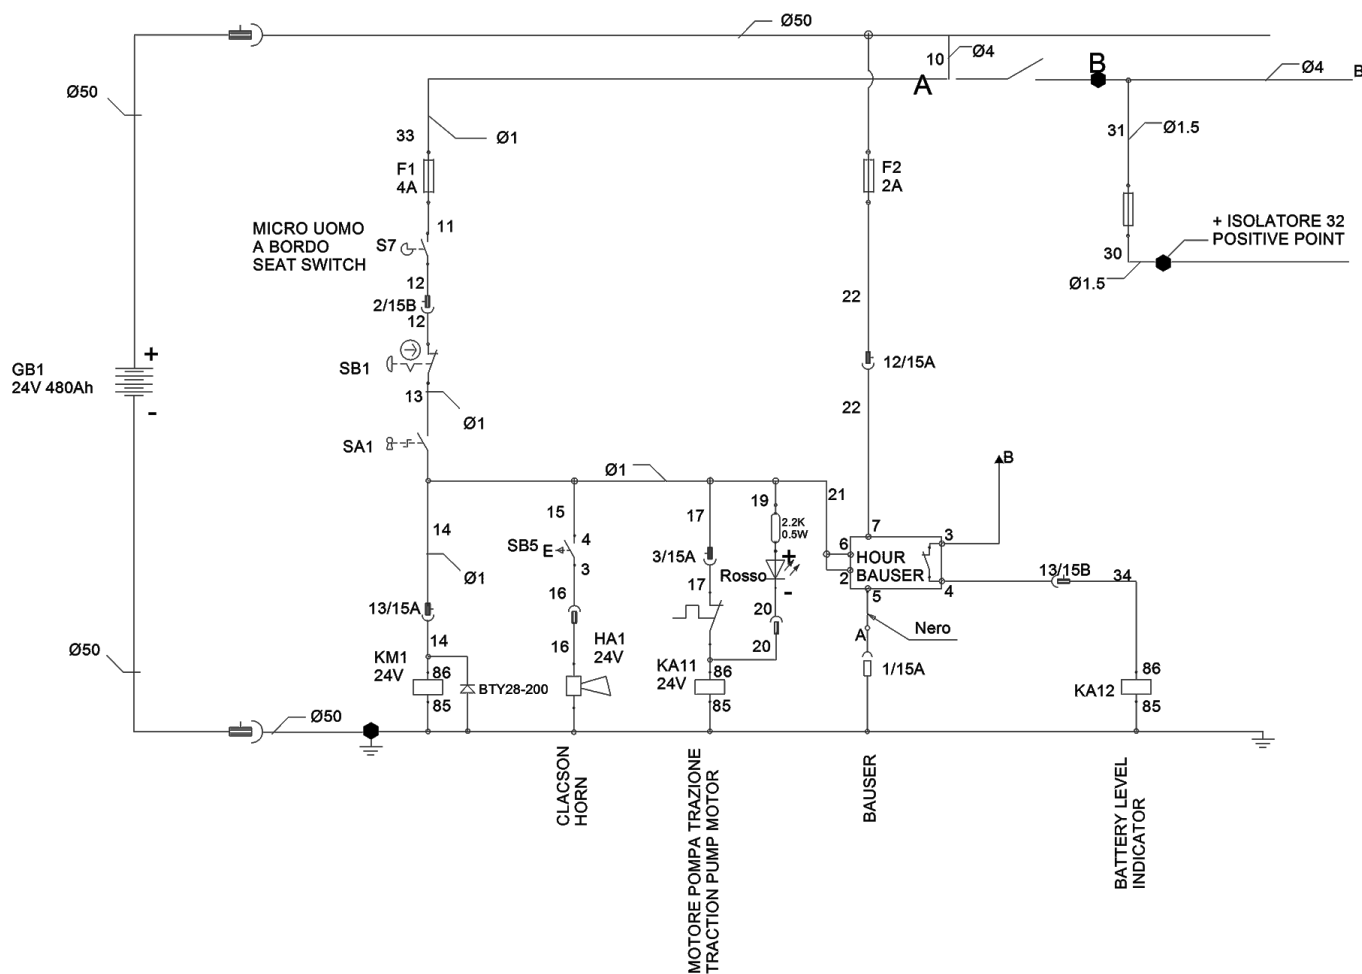 Ø50
10
Ø4
A
B
Ø4
B
Ø50
33
Ø1
31
Ø1.5
F1
4A
F2
2A
MICRO UOMO
A BORDO
SEAT SWITCH
S7
11
+ ISOLATORE 32
POSITIVE POINT
30
Ø1.5
12
2/15B
12
22
GB1
24V 480Ah
+
-
SB1
13
Ø1
12/15A
22
SA1
Ø1
B
14
15
17
19
2.2K
0.5W
21
7
3
SB5
E
4
3
Ø1
3/15A
17
Rosso
+
-
6
2
HOUR
BAUSER
5
4
13/15B
34
13/15A
14
16
16
20
20
A
Nero
Ø50
KM1
24V
86
85
BTY28-200
HA1
24V
KA11
24V
86
85
1/15A
KA12
86
85
Ø50
CLACSON
HORN
MOTORE POMPA TRAZIONE
TRACTION PUMP MOTOR
BAUSER
BATTERY LEVEL
INDICATOR